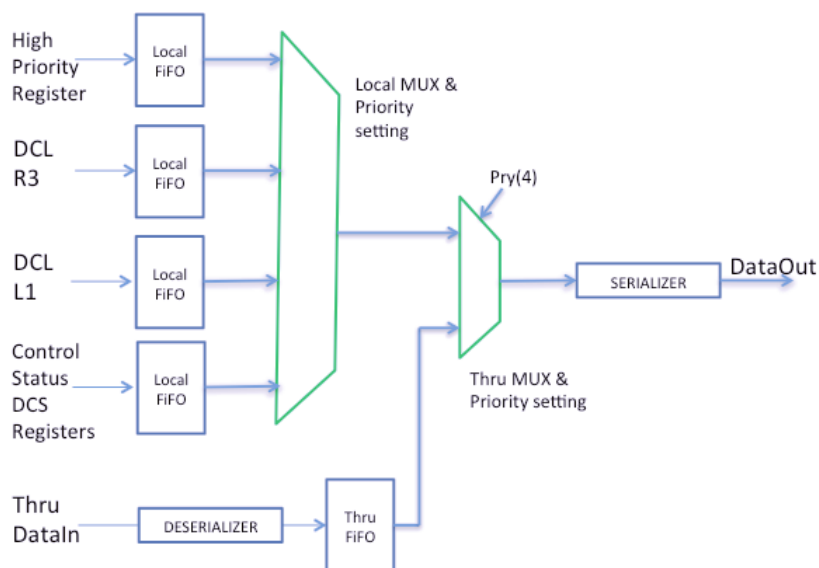 High
Priority
Register
Local
FiFO
Local MUX &
Priority
setting
DCL
R3
Local
FiFO
Pry(4)
DCL
L1
Local
FiFO
SERIALIZER
DataOut
Control
Status
DCS
Registers
Local
FiFO
Thru MUX &
Priority setting
Thru
DataIn
DESERIALIZER
Thru
FiFO